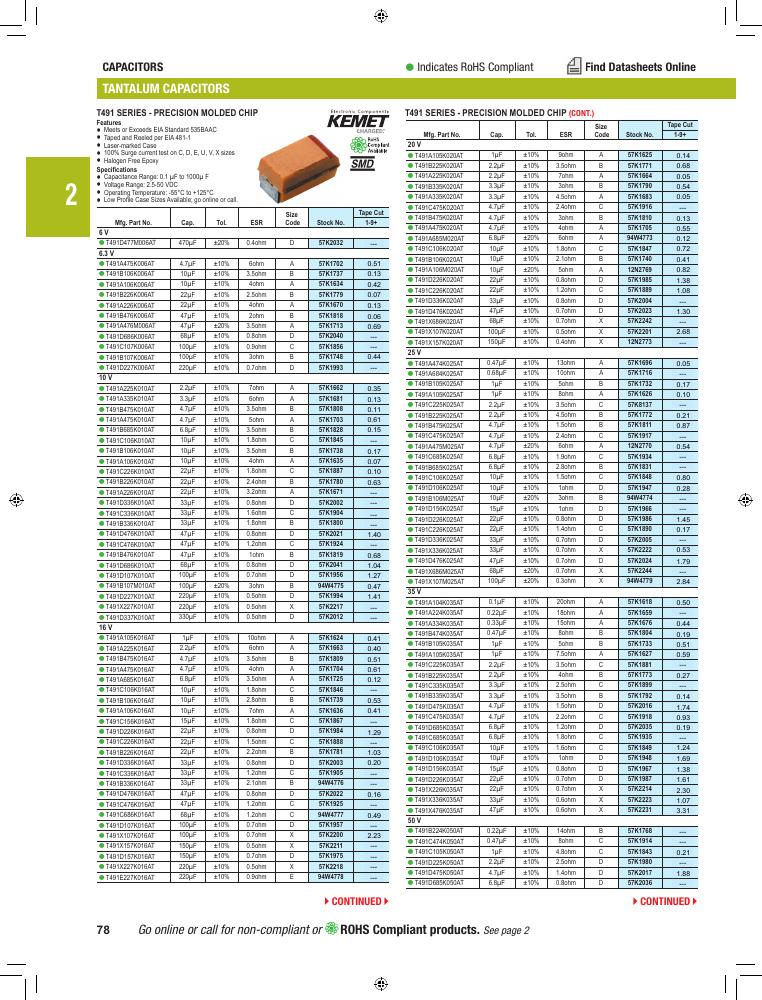 CAPACITORS
● Indicates RoHS Compliant
Find Datasheets Online
TANTALUM CAPACITORS
2
T491 SERIES - PRECISION MOLDED CHIP
Features
● Meets or Exceeds EIA Standard 535BAAC
● Taped and Reeled per EIA 481-1
● Laser-marked Case
● 100% Surge current test on C, D, E, U, V, X sizes
● Halogen Free Epoxy
Specifications
● Capacitance Range: 0.1 µF to 1000µ F
● Voltage Range: 2.5-50 VDC
● Operating Temperature: -55°C to +125°C
● Low Profile Case Sizes Available; go online or call.
Electronic Components
KEMET
CHARGED.
RoHS
Compliant
Available
SMD
Mfg. Part No. Cap. Tol. ESR Size Code Stock No. Tape Cut 1-9+
6 V
● T491D477M006AT 470µF ±20% 0.4ohm D 57K2032 ---
6.3 V
● T491A475K006AT 4.7µF ±10% 6ohm A 57K1702 0.51
● T491B106K006AT 10µF ±10% 3.5ohm B 57K1737 0.13
● T491A106K006AT 10µF ±10% 4ohm A 57K1634 0.42
● T491B226K006AT 22µF ±10% 2.5ohm B 57K1779 0.07
● T491A226K006AT 22µF ±10% 4ohm A 57K1670 0.13
● T491B476K006AT 47µF ±10% 2ohm B 57K1818 0.06
● T491A476M006AT 47µF ±20% 3.5ohm A 57K1713 0.69
● T491D686K006AT 68µF ±10% 0.8ohm D 57K2040 ---
● T491C107K006AT 100µF ±10% 0.9ohm C 57K1856 ---
● T491B107K006AT 100µF ±10% 3ohm B 57K1748 0.44
● T491D227K006AT 220µF ±10% 0.7ohm D 57K1993 ---
10 V
● T491A225K010AT 2.2µF ±10% 7ohm A 57K1662 0.35
● T491A335K010AT 3.3µF ±10% 6ohm A 57K1681 0.13
● T491B475K010AT 4.7µF ±10% 3.5ohm B 57K1808 0.11
● T491A475K010AT 4.7µF ±10% 5ohm A 57K1703 0.61
● T491B685K010AT 6.8µF ±10% 3.5ohm B 57K1828 0.15
● T491C106K010AT 10µF ±10% 1.8ohm C 57K1845 ---
● T491B106K010AT 10µF ±10% 3.5ohm B 57K1738 0.17
● T491A106K010AT 10µF ±10% 4ohm A 57K1635 0.07
● T491C226K010AT 22µF ±10% 1.8ohm C 57K1887 0.10
● T491B226K010AT 22µF ±10% 2.4ohm B 57K1780 0.63
● T491A226K010AT 22µF ±10% 3.2ohm A 57K1671 ---
● T491D336K010AT 33µF ±10% 0.8ohm D 57K2002 ---
● T491C336K010AT 33µF ±10% 1.6ohm C 57K1904 ---
● T491B336K010AT 33µF ±10% 1.8ohm B 57K1800 ---
● T491D476K010AT 47µF ±10% 0.8ohm D 57K2021 1.40
● T491C476K010AT 47µF ±10% 1.2ohm C 57K1924 ---
● T491B476K010AT 47µF ±10% 1ohm B 57K1819 0.68
● T491D686K010AT 68µF ±10% 0.8ohm D 57K2041 1.04
● T491D107K010AT 100µF ±10% 0.7ohm D 57K1956 1.27
● T491B107M010AT 100µF ±20% 3ohm B 94W4775 0.47
● T491D227K010AT 220µF ±10% 0.5ohm D 57K1994 1.41
● T491X227K010AT 220µF ±10% 0.5ohm X 57K2217 ---
● T491D337K010AT 330µF ±10% 0.5ohm D 57K2012 ---
16 V
● T491A105K016AT 1µF ±10% 10ohm A 57K1624 0.41
● T491A225K016AT 2.2µF ±10% 6ohm A 57K1663 0.40
● T491B475K016AT 4.7µF ±10% 3.5ohm B 57K1809 0.51
● T491A475K016AT 4.7µF ±10% 4ohm A 57K1704 0.61
● T491A685K016AT 6.8µF ±10% 3.5ohm A 57K1725 0.12
● T491C106K016AT 10µF ±10% 1.8ohm C 57K1846 ---
● T491B106K016AT 10µF ±10% 2.8ohm B 57K1739 0.53
● T491A106K016AT 10µF ±10% 7ohm A 57K1636 0.41
● T491C156K016AT 15µF ±10% 1.8ohm C 57K1867 ---
● T491D226K016AT 22µF ±10% 0.8ohm D 57K1984 1.29
● T491C226K016AT 22µF ±10% 1.5ohm C 57K1888 ---
● T491B226K016AT 22µF ±10% 2.2ohm B 57K1781 1.03
● T491D336K016AT 33µF ±10% 0.8ohm D 57K2003 0.20
● T491C336K016AT 33µF ±10% 1.2ohm C 57K1905 ---
● T491B336K016AT 33µF ±10% 2.1ohm B 94W4776 ---
● T491D476K016AT 47µF ±10% 0.8ohm D 57K2022 0.16
● T491C476K016AT 47µF ±10% 1.2ohm C 57K1925 ---
● T491C686K016AT 68µF ±10% 1.2ohm C 94W4777 0.49
● T491D107K016AT 100µF ±10% 0.7ohm D 57K1957 ---
● T491X107K016AT 100µF ±10% 0.7ohm X 57K2200 2.23
● T491X157K016AT 150µF ±10% 0.5ohm X 57K2211 ---
● T491D157K016AT 150µF ±10% 0.7ohm D 57K1975 ---
● T491X227K016AT 220µF ±10% 0.5ohm X 57K2218 ---
● T491E227K016AT 220µF ±10% 0.9ohm E 94W4778 ---
CONTINUED
T491 SERIES - PRECISION MOLDED CHIP (CONT.)
Mfg. Part No. Cap. Tol. ESR Size Code Stock No. Tape Cut 1-9+
20 V
● T491A105K020AT 1µF ±10% 9ohm A 57K1625 0.14
● T491B225K020AT 2.2µF ±10% 3.5ohm B 57K1771 0.68
● T491A225K020AT 2.2µF ±10% 7ohm A 57K1664 0.05
● T491B335K020AT 3.3µF ±10% 3ohm B 57K1790 0.54
● T491A335K020AT 3.3µF ±10% 4.5ohm A 57K1683 0.05
● T491C475K020AT 4.7µF ±10% 2.4ohm C 57K1916 ---
● T491B475K020AT 4.7µF ±10% 3ohm B 57K1810 0.13
● T491A475K020AT 4.7µF ±10% 4ohm A 57K1705 0.55
● T491A685M020AT 6.8µF ±20% 6ohm A 94W4773 0.12
● T491C106K020AT 10µF ±10% 1.8ohm C 57K1847 0.72
● T491B106K020AT 10µF ±10% 2.1ohm B 57K1740 0.41
● T491A106M020AT 10µF ±20% 5ohm A 12N2769 0.82
● T491D226K020AT 22µF ±10% 0.8ohm D 57K1985 1.38
● T491C226K020AT 22µF ±10% 1.2ohm C 57K1889 1.08
● T491D336K020AT 33µF ±10% 0.8ohm D 57K2004 ---
● T491D476K020AT 47µF ±10% 0.7ohm D 57K2023 1.30
● T491X686K020AT 68µF ±10% 0.7ohm X 57K2242 ---
● T491X107K020AT 100µF ±10% 0.5ohm X 57K2201 2.68
● T491X157K020AT 150µF ±10% 0.4ohm X 12N2773 ---
25 V
● T491A474K025AT 0.47µF ±10% 13ohm A 57K1696 0.05
● T491A684K025AT 0.68µF ±10% 10ohm A 57K1716 ---
● T491B105K025AT 1µF ±10% 5ohm B 57K1732 0.17
● T491A105K025AT 1µF ±10% 8ohm A 57K1626 0.10
● T491C225K025AT 2.2µF ±10% 3.5ohm C 57K8137 ---
● T491B225K025AT 2.2µF ±10% 4.5ohm B 57K1772 0.21
● T491B475K025AT 4.7µF ±10% 1.5ohm B 57K1811 0.87
● T491C475K025AT 4.7µF ±10% 2.4ohm C 57K1917 ---
● T491A475M025AT 4.7µF ±20% 6ohm A 12N2770 0.54
● T491C685K025AT 6.8µF ±10% 1.9ohm C 57K1934 ---
● T491B685K025AT 6.8µF ±10% 2.8ohm B 57K1831 ---
● T491C106K025AT 10µF ±10% 1.5ohm C 57K1848 0.80
● T491D106K025AT 10µF ±10% 1ohm D 57K1947 0.28
● T491B106M025AT 10µF ±20% 3ohm B 94W4774 ---
● T491D156K025AT 15µF ±10% 1ohm D 57K1966 ---
● T491D226K025AT 22µF ±10% 0.8ohm D 57K1986 1.45
● T491C226K025AT 22µF ±10% 1.4ohm C 57K1890 0.17
● T491D336K025AT 33µF ±10% 0.7ohm D 57K2005 ---
● T491X336K025AT 33µF ±10% 0.7ohm X 57K2222 0.53
● T491D476K025AT 47µF ±10% 0.7ohm D 57K2024 1.79
● T491X686M025AT 68µF ±20% 0.7ohm X 57K2244 ---
● T491X107M025AT 100µF ±20% 0.3ohm X 94W4779 2.84
35 V
● T491A104K035AT 0.1µF ±10% 20ohm A 57K1618 0.50
● T491A224K035AT 0.22µF ±10% 18ohm A 57K1659 ---
● T491A334K035AT 0.33µF ±10% 15ohm A 57K1676 0.44
● T491B474K035AT 0.47µF ±10% 8ohm B 57K1804 0.19
● T491B105K035AT 1µF ±10% 5ohm B 57K1733 0.51
● T491A105K035AT 1µF ±10% 7.5ohm A 57K1627 0.59
● T491C225K035AT 2.2µF ±10% 3.5ohm C 57K1881 ---
● T491B225K035AT 2.2µF ±10% 4ohm B 57K1773 0.27
● T491C335K035AT 3.3µF ±10% 2.5ohm C 57K1899 ---
● T491B335K035AT 3.3µF ±10% 3.5ohm B 57K1792 0.14
● T491D475K035AT 4.7µF ±10% 1.5ohm D 57K2016 1.74
● T491C475K035AT 4.7µF ±10% 2.2ohm C 57K1918 0.93
● T491D685K035AT 6.8µF ±10% 1.2ohm D 57K2035 0.19
● T491C685K035AT 6.8µF ±10% 1.8ohm C 57K1935 ---
● T491C106K035AT 10µF ±10% 1.6ohm C 57K1849 1.24
● T491D106K035AT 10µF ±10% 1ohm D 57K1948 1.69
● T491D156K035AT 15µF ±10% 0.8ohm D 57K1967 1.38
● T491D226K035AT 22µF ±10% 0.7ohm D 57K1987 1.61
● T491X226K035AT 22µF ±10% 0.7ohm X 57K2214 2.30
● T491X336K035AT 33µF ±10% 0.6ohm X 57K2223 1.07
● T491X476K035AT 47µF ±10% 0.6ohm X 57K2231 3.31
50 V
● T491B224K050AT 0.22µF ±10% 14ohm B 57K1768 ---
● T491C474K050AT 0.47µF ±10% 8ohm C 57K1914 ---
● T491C105K050AT 1µF ±10% 4.8ohm C 57K1843 0.21
● T491D225K050AT 2.2µF ±10% 2.5ohm D 57K1980 ---
● T491D475K050AT 4.7µF ±10% 1.4ohm D 57K2017 1.88
● T491D685K050AT 6.8µF ±10% 0.8ohm D 57K2036 ---
CONTINUED
78
Go online or call for non-compliant or ROHS Compliant products. See page 2